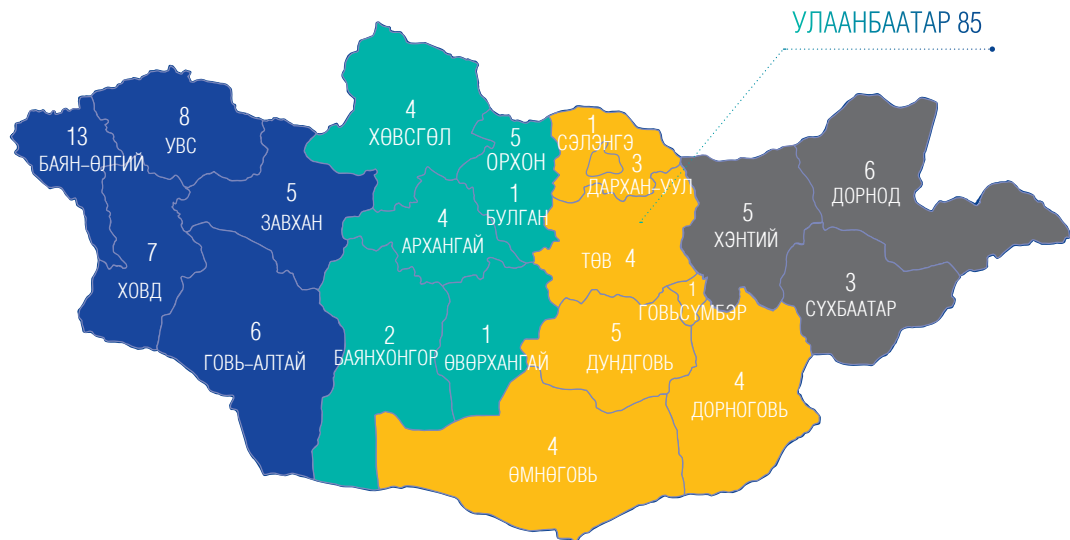 УЛААНБААТАР 85
13
БАЯН-ӨЛГИЙ
8
УВС
5
ЗАВХАН
7
ХОВД
6
ГОВЬ-АЛТАЙ
4
ХӨВСГӨЛ
5
ОРХОН
1
БУЛГАН
4
АРХАНГАЙ
2
БАЯНХОНГОР
1
ӨВӨРХАНГАЙ
1
СЭЛЭНГЭ
3
ДАРХАН-УУЛ
ТӨВ 4
1
ГОВЬСҮМБЭР
5
ДУНДГОВЬ
4
ДОРНОГОВЬ
4
ӨМНӨГОВЬ
5
ХЭНТИЙ
6
ДОРНОД
3
СҮХБААТАР